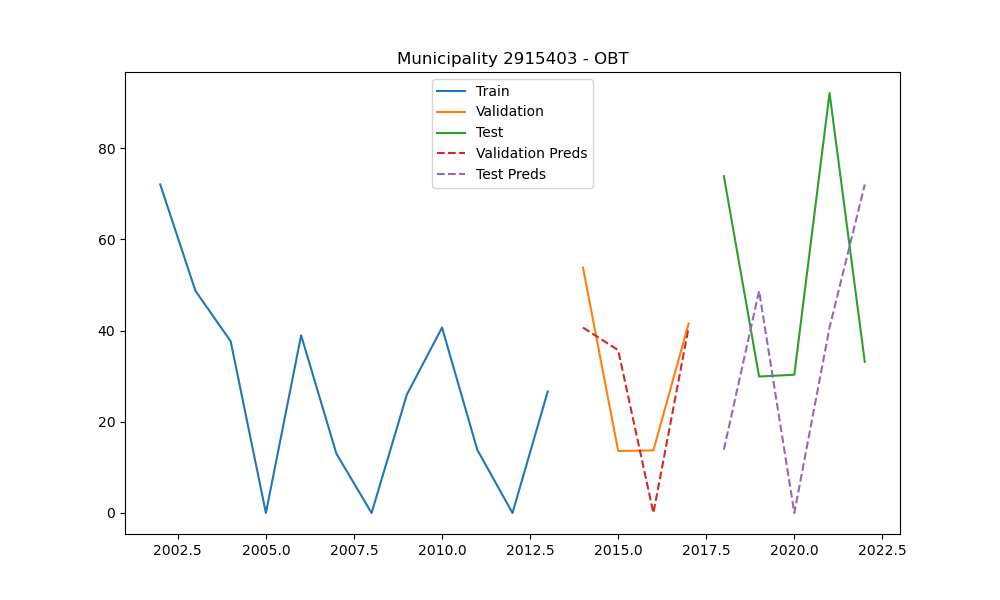 Municipality 2915403 - OBT
Train
Validation
Test
Validation Preds
Test Preds
80
60
40
20
0
2002.5 2005.0 2007.5 2010.0 2012.5 2015.0 2017.5 2020.0 2022.5